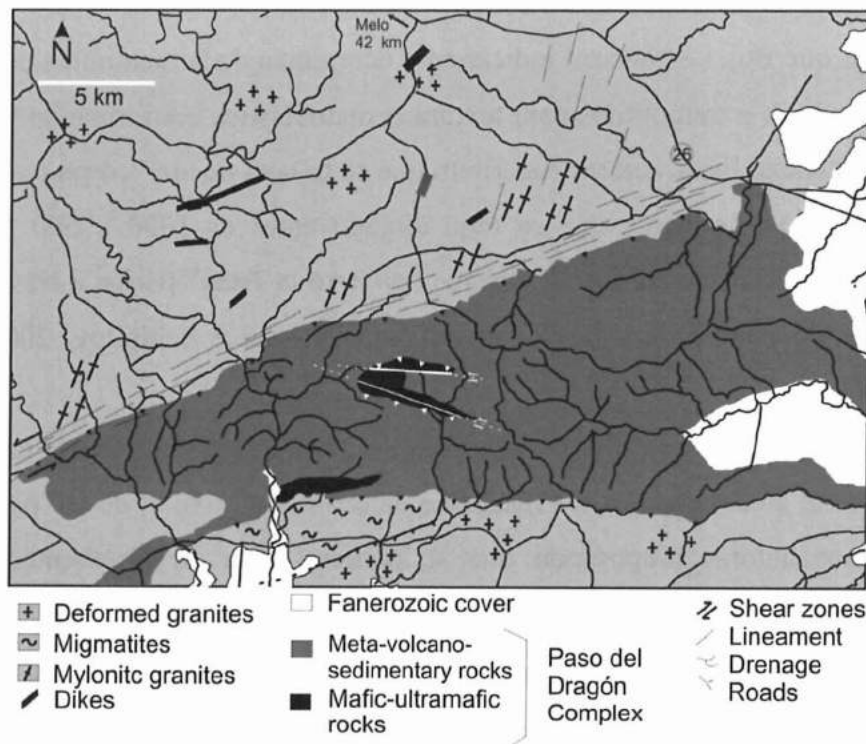 Melo
42 km
N
5 km
26
Deformed granites
Migmatites
Mylonitc granites
Dikes
Fanerozoic cover
Meta-volcano-
sedimentary rocks
Mafic-ultramafic
rocks
Paso del
Dragón
Complex
Shear zones
Lineament
Drenage
Roads